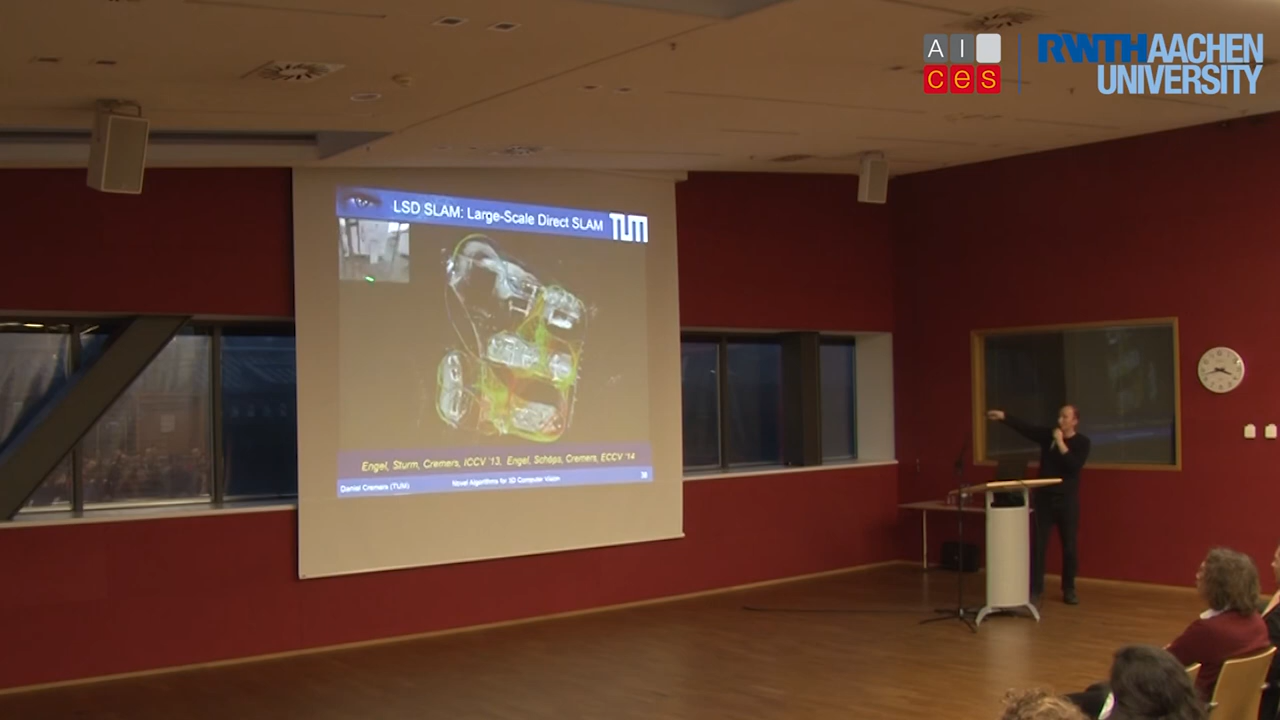 AI
ces
RWTHAACHEN
UNIVERSITY
LSD SLAM: Large-Scale Direct SLAM
TUM
Engel, Sturm, Cremers, ICCV '13, Engel, Schöps, Cremers, ECCV '14
Daniel Cremers (TUM)
Novel Algorithms for 3D Computer Vision